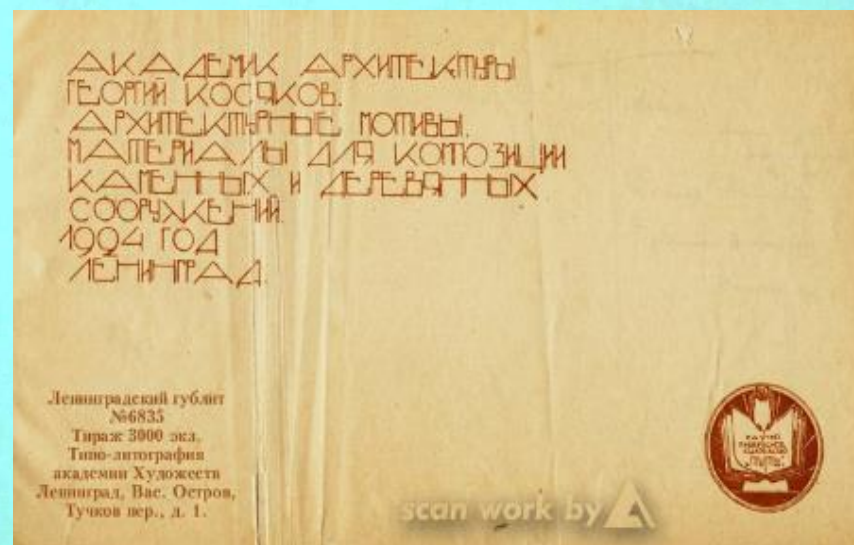 АКАДЕМИК АРХИТЕКТУРЫ
ГЕОРГИЙ КОСЯКОВ.
АРХИТЕКТУРНЫЕ МОТИВЫ.
МАТЕРИАЛЫ ДЛЯ КОМПОЗИЦИИ
КАМЕННЫХ И ДЕРЕВЯННЫХ
СООРУЖЕНИЙ.
1924 ГОД
ЛЕНИНГРАД.
Ленинградский гублит
№6835
Тираж 3000 экз.
Типо-литография
академии Художеств
Ленинград, Вас. Остров,
Тучков пер., д. 1.
scan work by